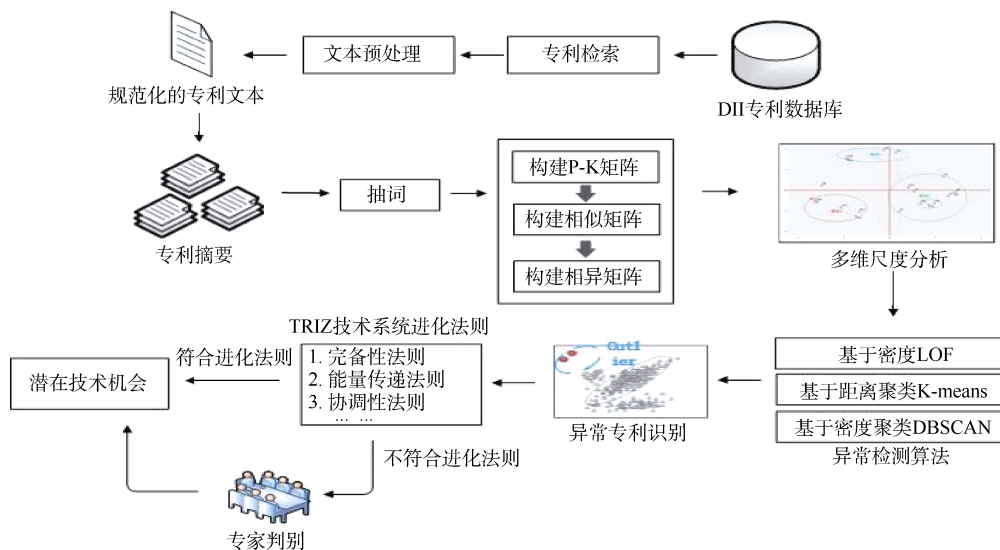 文本预处理
专利检索
规范化的专利文本
DII专利数据库
抽词
构建P-K矩阵
构建相似矩阵
构建相异矩阵
专利摘要
多维尺度分析
TRIZ技术系统进化法则
潜在技术机会
符合进化法则
1. 完备性法则
2. 能量传递法则
3. 协调性法则
... ...
Outl
ier
异常专利识别
基于密度LOF
基于距离聚类K-means
基于密度聚类DBSCAN
异常检测算法
不符合进化法则
专家判别